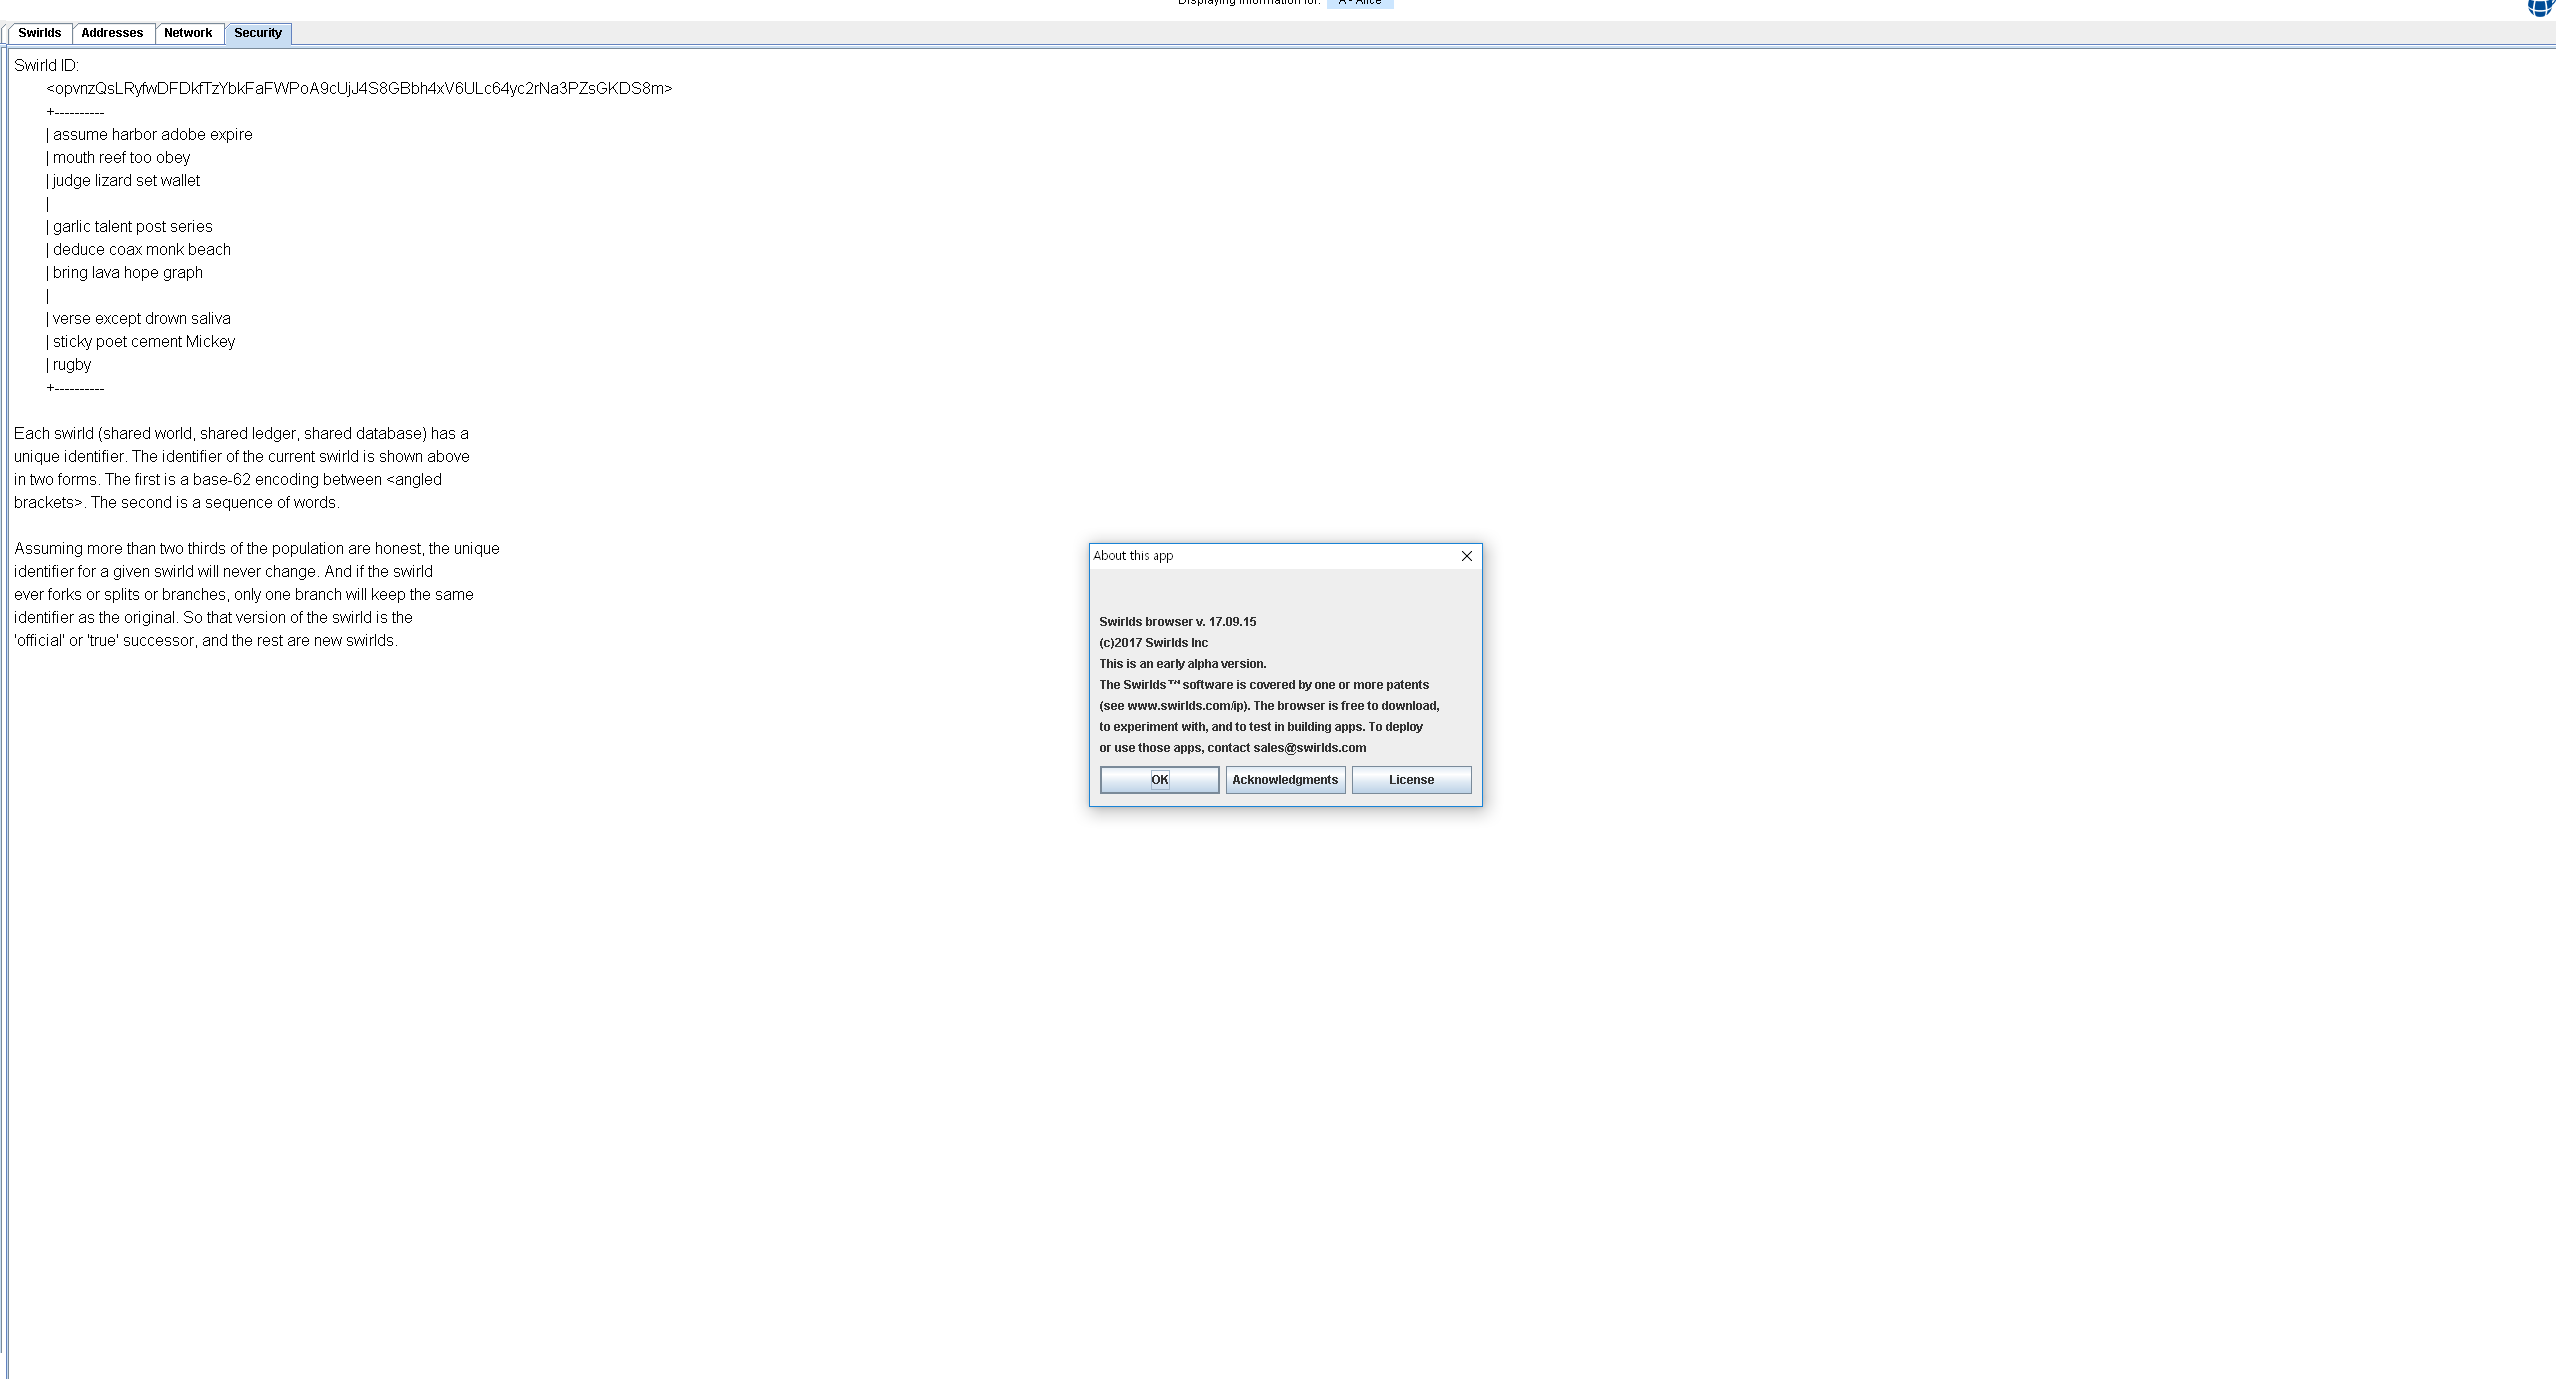 Displaying information for: A - Alice
Swirlds Addresses Network Security
Swirld ID:
<opvnzQsLRyfwDFDkfTzYbkFaFWPoA9cUjJ4S8GBbh4xV6ULc64yc2rNa3PZsGKDS8m>
+----------
| assume harbor adobe expire
| mouth reef too obey
| judge lizard set wallet
|
| garlic talent post series
| deduce coax monk beach
| bring lava hope graph
|
| verse except drown saliva
| sticky poet cement Mickey
| rugby
+----------
Each swirld (shared world, shared ledger, shared database) has a
unique identifier. The identifier of the current swirld is shown above
in two forms. The first is a base-62 encoding between <angled
brackets>. The second is a sequence of words.
Assuming more than two thirds of the population are honest, the unique
identifier for a given swirld will never change. And if the swirld
ever forks or splits or branches, only one branch will keep the same
identifier as the original. So that version of the swirld is the
'official' or 'true' successor, and the rest are new swirlds.
About this app
Swirlds browser v. 17.09.15
(c)2017 Swirlds Inc
This is an early alpha version.
The Swirlds™ software is covered by one or more patents
(see www.swirlds.com/ip). The browser is free to download,
to experiment with, and to test in building apps. To deploy
or use those apps, contact sales@swirlds.com
OK Acknowledgments License